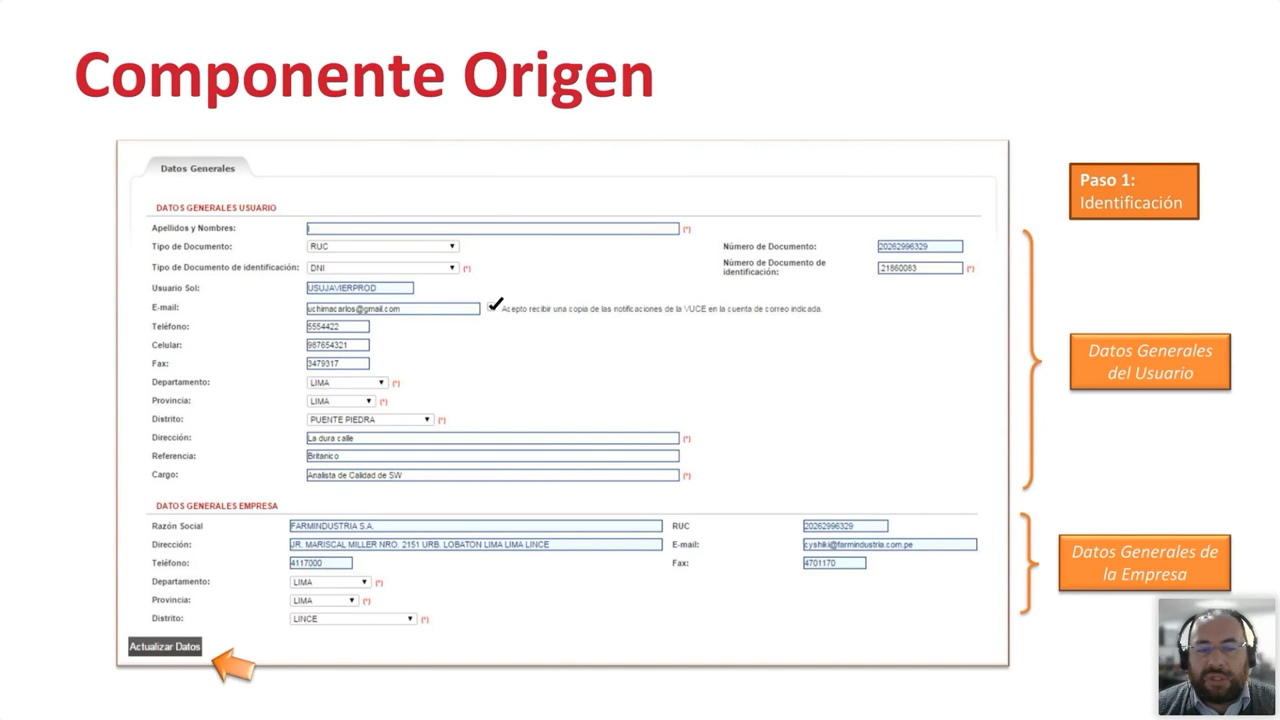 Componente Origen
Datos Generales
Paso 1:
Identificación
DATOS GENERALES USUARIO
Apellidos y Nombres: (*)
Tipo de Documento: RUC Número de Documento: 20262996329
Tipo de Documento de identificación: DNI (*) Número de Documento de identificación: 21860083 (*)
Usuario Sol: USUJAVIERPROD
E-mail: uchimacarlos@gmail.com Acepto recibir una copia de las notificaciones de la VUCE en la cuenta de correo indicada.
Teléfono: 5554422
Celular: 987654321
Fax: 3479317
Departamento: LIMA (*)
Provincia: LIMA (*)
Distrito: PUENTE PIEDRA (*)
Dirección: La dura calle (*)
Referencia: Britanico
Cargo: Analista de Calidad de SW (*)
Datos Generales
del Usuario
DATOS GENERALES EMPRESA
Razón Social FARMINDUSTRIA S.A. RUC 20262996329
Dirección: JR. MARISCAL MILLER NRO. 2151 URB. LOBATON LIMA LIMA LINCE E-mail: cyshiki@farmindustria.com.pe
Teléfono: 4117000 Fax: 4701170
Departamento: LIMA (*)
Provincia: LIMA (*)
Distrito: LINCE (*)
Datos Generales de
la Empresa
Actualizar Datos